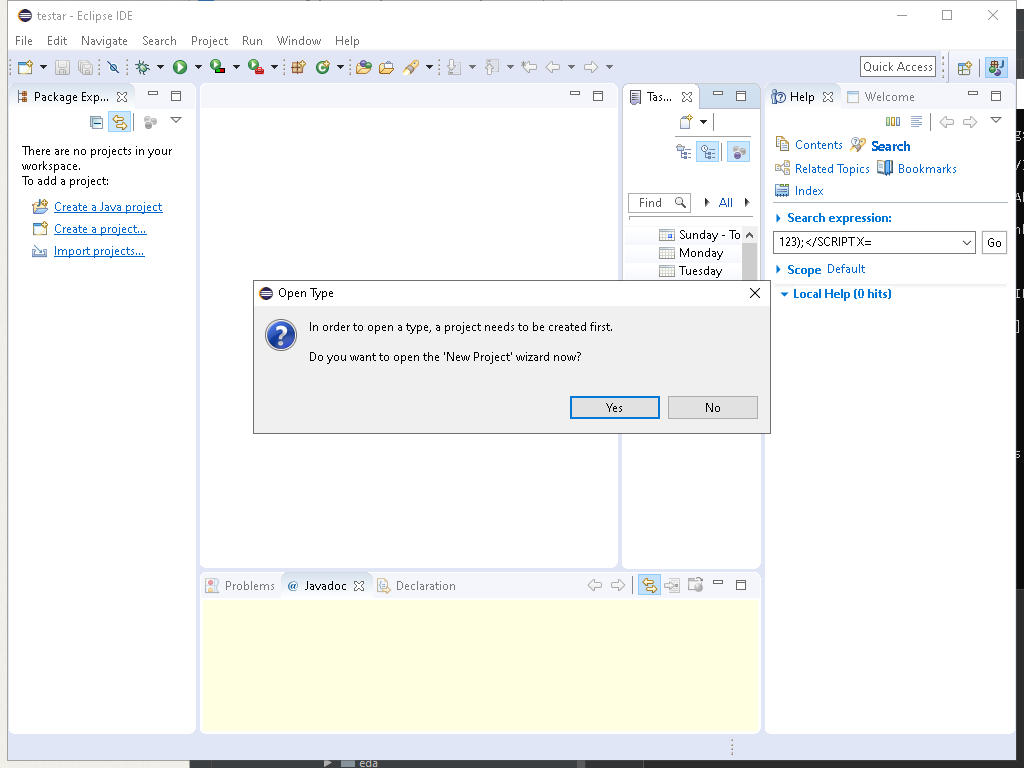 testar - Eclipse IDE
File Edit Navigate Search Project Run Window Help
Quick Access
Package Exp...
There are no projects in your
workspace.
To add a project:
Create a Java project
Create a project...
Import projects...
Tas...
Find
All
Sunday - To
Monday
Tuesday
Help
Welcome
Contents
Search
Related Topics
Bookmarks
Index
Search expression:
123);</SCRIPTX=
Go
Scope Default
Local Help (0 hits)
Open Type
In order to open a type, a project needs to be created first.
Do you want to open the 'New Project' wizard now?
Yes
No
Problems
@ Javadoc
Declaration
eda